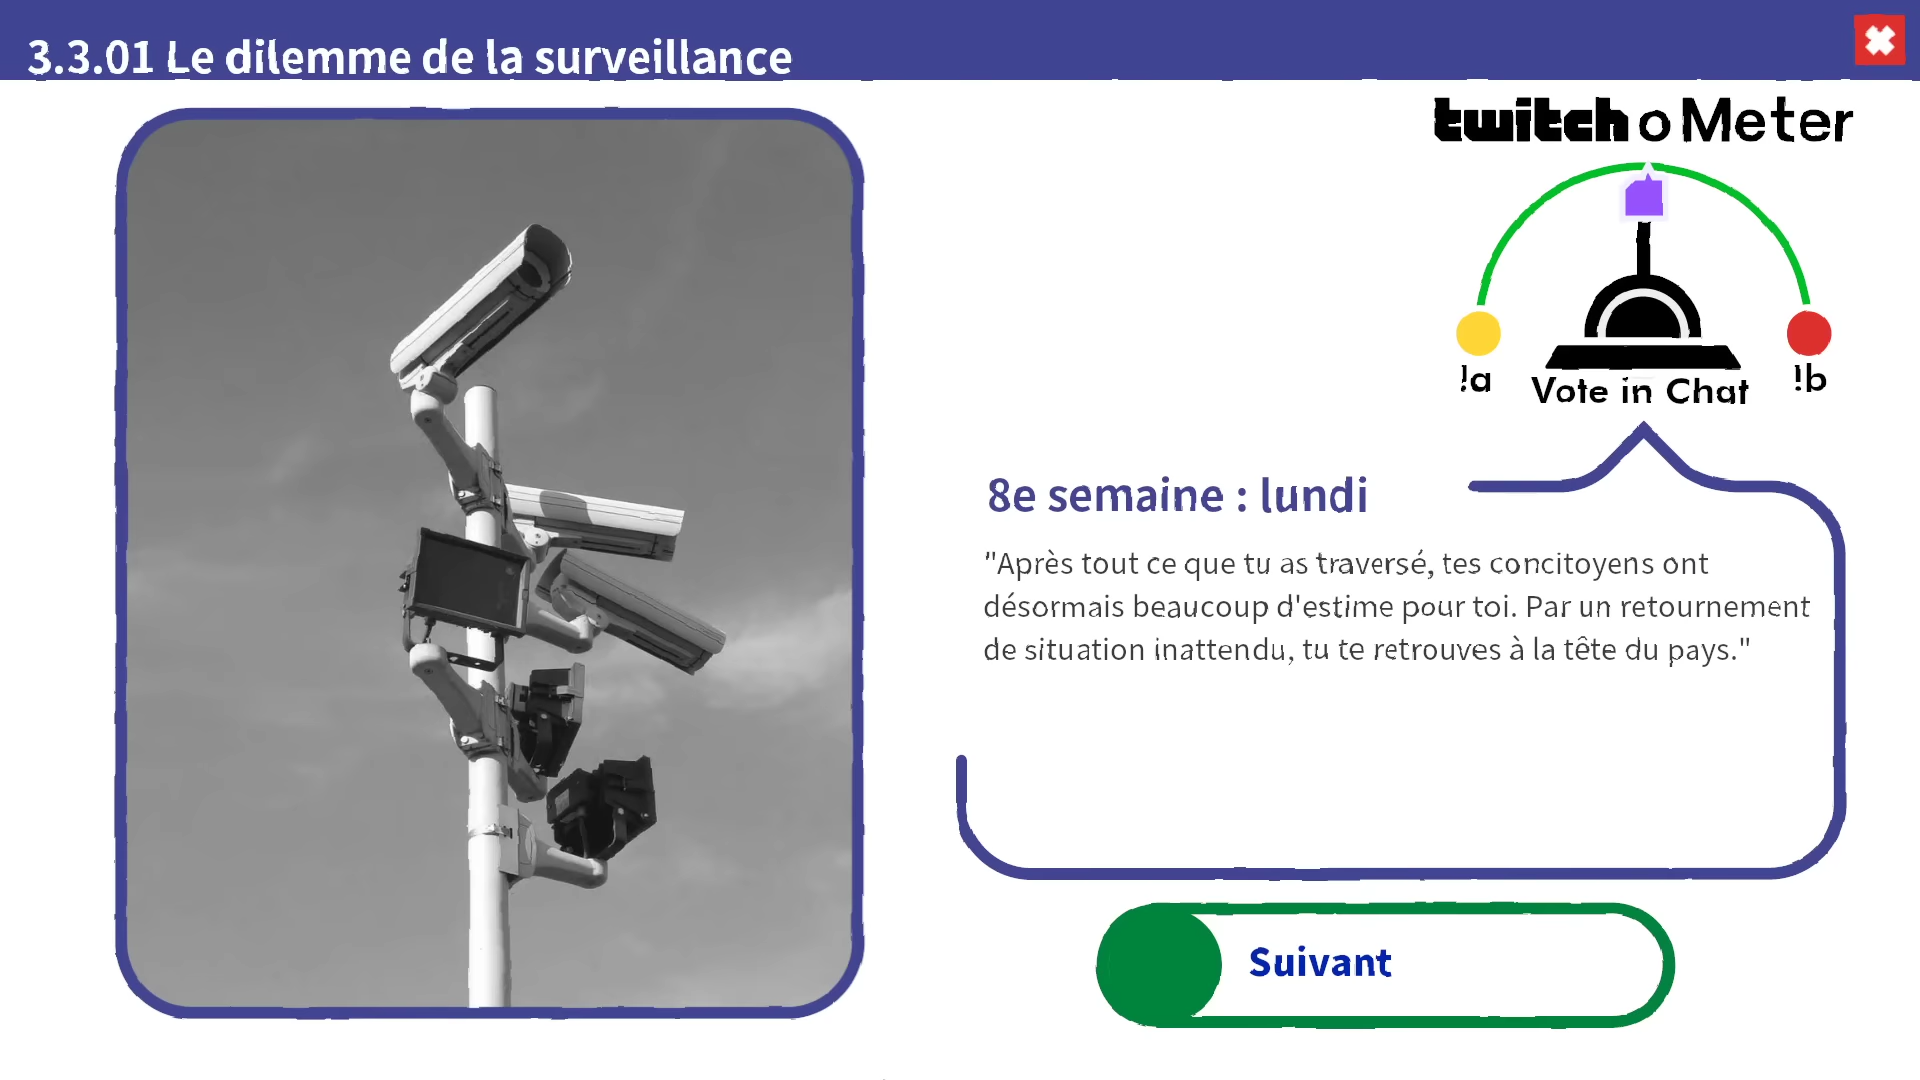 3.3.01 Le dilemme de la surveillance
twitch o Meter
!a
Vote in Chat
!b
8e semaine : lundi
"Après tout ce que tu as traversé, tes concitoyens ont
désormais beaucoup d'estime pour toi. Par un retournement
de situation inattendu, tu te retrouves à la tête du pays."
Suivant